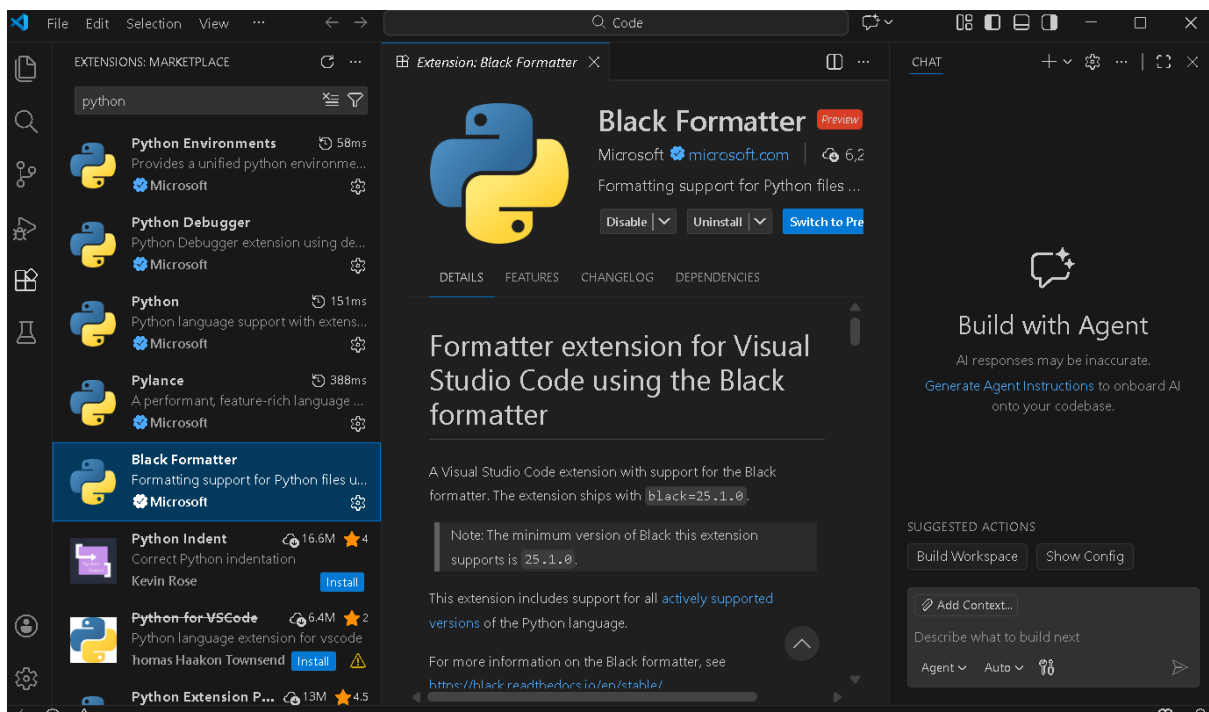 File Edit Selection View ··· Code
EXTENSIONS: MARKETPLACE
python
Python Environments 58ms
Provides a unified python environme...
Microsoft
Python Debugger
Python Debugger extension using de...
Microsoft
Python 151ms
Python language support with extens...
Microsoft
Pylance 388ms
A performant, feature-rich language ...
Microsoft
Black Formatter
Formatting support for Python files u...
Microsoft
Python Indent 16.6M 4
Correct Python indentation
Kevin Rose Install
Python for VSCode 6.4M 2
Python language extension for vscode
homas Haakon Townsend Install
Python Extension P... 13M 4.5
Extension: Black Formatter
Black Formatter Preview
Microsoft microsoft.com | 6,2
Formatting support for Python files ...
Disable Uninstall Switch to Pre
DETAILS FEATURES CHANGELOG DEPENDENCIES
Formatter extension for Visual
Studio Code using the Black
formatter
A Visual Studio Code extension with support for the Black
formatter. The extension ships with black=25.1.0.
Note: The minimum version of Black this extension
supports is 25.1.0.
This extension includes support for all actively supported
versions of the Python language.
For more information on the Black formatter, see
https://black.readthedocs.io/en/stable/
CHAT
Build with Agent
AI responses may be inaccurate.
Generate Agent Instructions to onboard AI
onto your codebase.
SUGGESTED ACTIONS
Build Workspace Show Config
Add Context...
Describe what to build next
Agent Auto